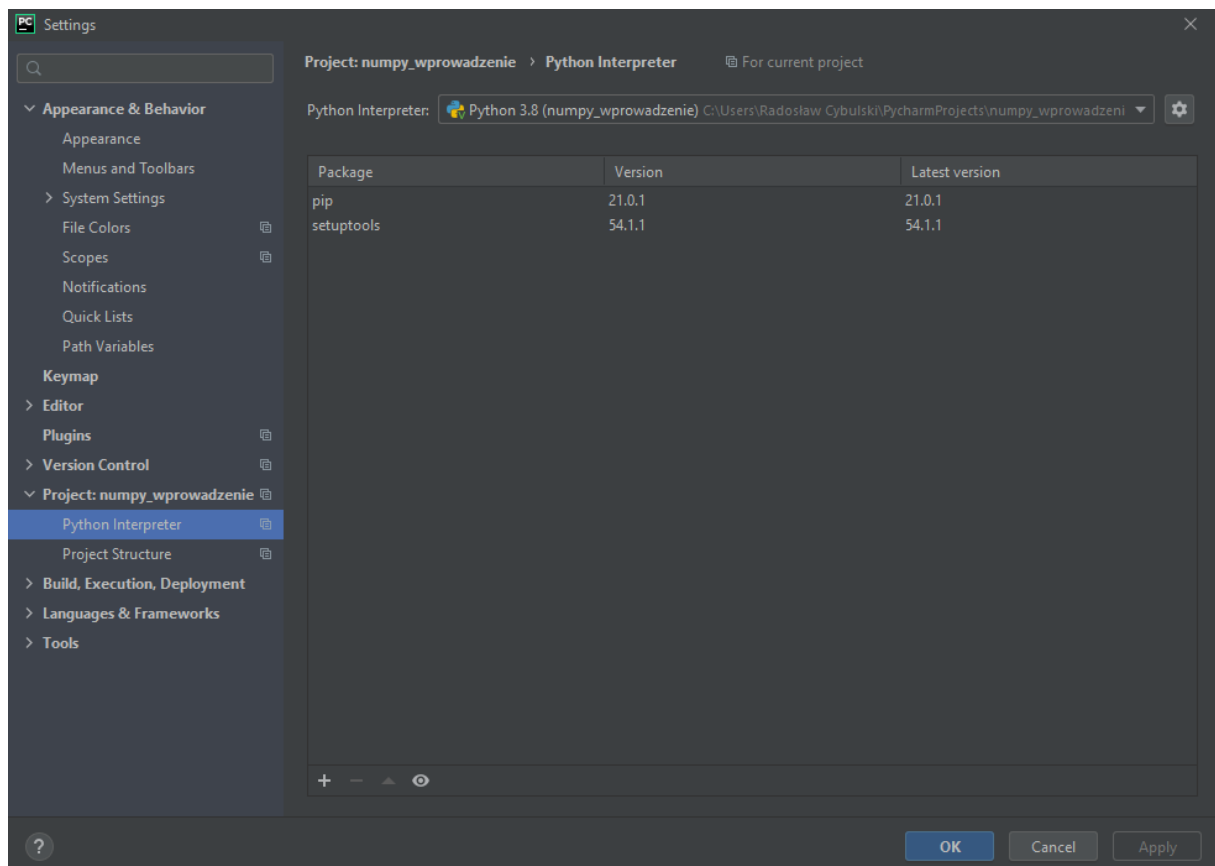 PC Settings
Project: numpy_wprowadzenie › Python Interpreter For current project
Python Interpreter: Python 3.8 (numpy_wprowadzenie) C:\Users\Radosław Cybulski\PycharmProjects\numpy_wprowadzeni
Appearance & Behavior
Appearance
Menus and Toolbars
System Settings
File Colors
Scopes
Notifications
Quick Lists
Path Variables
Keymap
Editor
Plugins
Version Control
Project: numpy_wprowadzenie
Python Interpreter
Project Structure
Build, Execution, Deployment
Languages & Frameworks
Tools
Package Version Latest version
pip 21.0.1 21.0.1
setuptools 54.1.1 54.1.1
? OK Cancel Apply